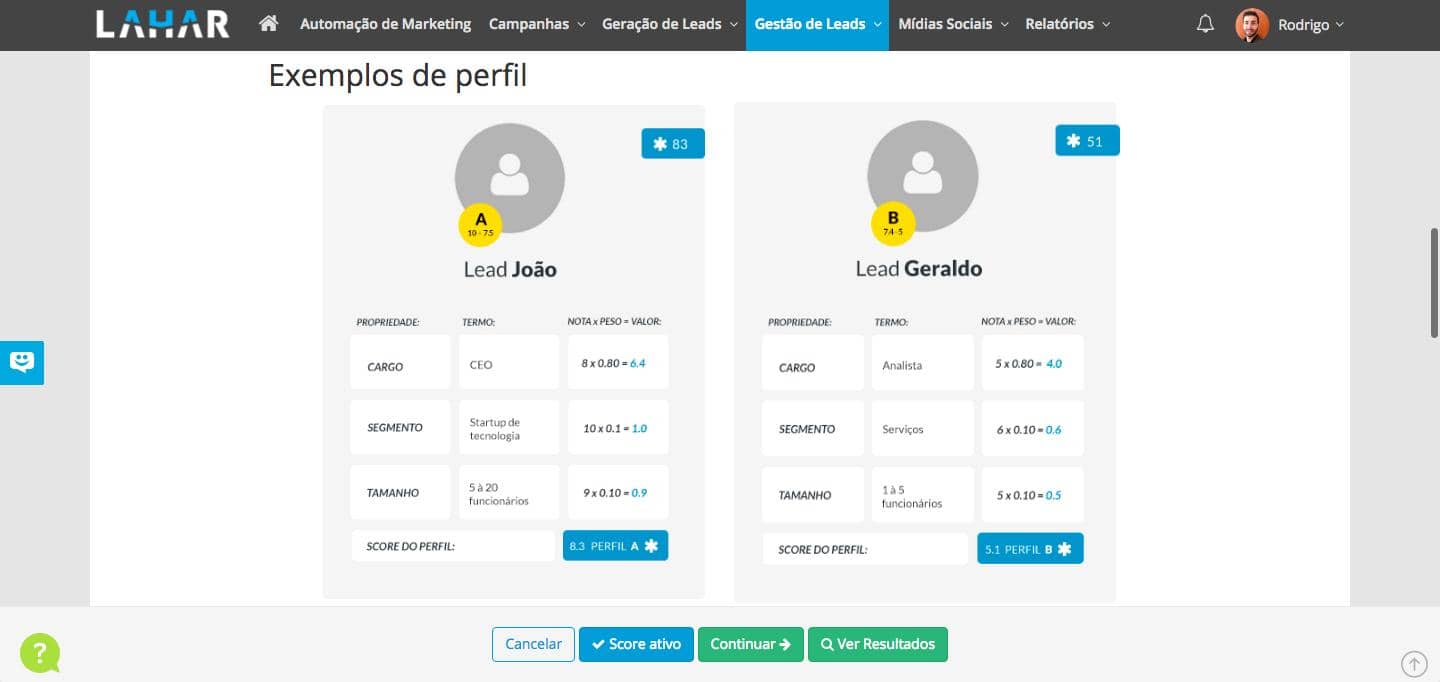 LAHAR Automação de Marketing Campanhas Geração de Leads Gestão de Leads Mídias Sociais Relatórios Rodrigo
Exemplos de perfil
83
A
10 - 7.5
Lead João
PROPRIEDADE: TERMO: NOTA x PESO = VALOR:
CARGO CEO 8 x 0.80 = 6.4
SEGMENTO Startup de tecnologia 10 x 0.1 = 1.0
TAMANHO 5 à 20 funcionários 9 x 0.10 = 0.9
SCORE DO PERFIL: 8.3 PERFIL A
51
B
7.4 - 5
Lead Geraldo
PROPRIEDADE: TERMO: NOTA x PESO = VALOR:
CARGO Analista 5 x 0.80 = 4.0
SEGMENTO Serviços 6 x 0.10 = 0.6
TAMANHO 1 à 5 funcionários 5 x 0.10 = 0.5
SCORE DO PERFIL: 5.1 PERFIL B
? Cancelar Score ativo Continuar Ver Resultados